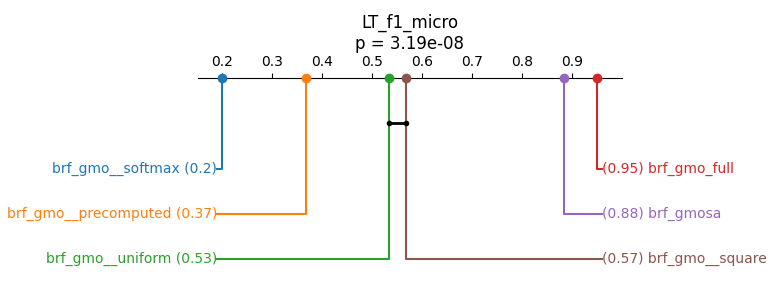 LT_f1_micro
p = 3.19e-08
0.2 0.3 0.4 0.5 0.6 0.7 0.8 0.9
brf_gmo__softmax (0.2) (0.95) brf_gmo_full
brf_gmo__precomputed (0.37) (0.88) brf_gmosa
brf_gmo__uniform (0.53) (0.57) brf_gmo__square